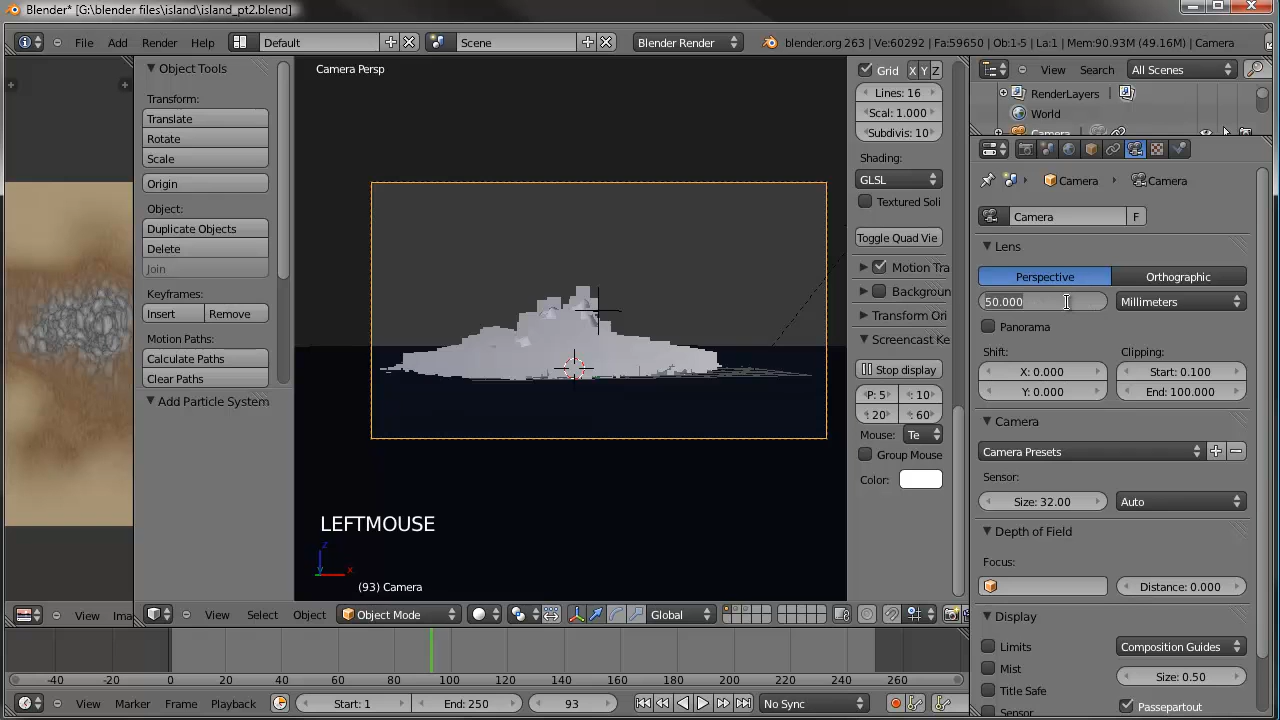 Blender* [G:\blender files\island\island_pt2.blend]
File Add Render Help Default Scene Blender Render blender.org 263 | Ve:60292 | Fa:59650 | Ob:1-5 | La:1 | Mem:90.93M (49.16M) | Camera
Object Tools
Transform:
Translate
Rotate
Scale
Origin
Object:
Duplicate Objects
Delete
Join
Keyframes:
Insert Remove
Motion Paths:
Calculate Paths
Clear Paths
Add Particle System
Camera Persp
LEFTMOUSE
z
x
(93) Camera
Grid X Y Z
Lines: 16
Scal: 1.000
Subdivis: 10
Shading:
GLSL
Textured Soli
Toggle Quad Vie
Motion Tra
Backgroun
Transform Ori
Screencast Ke
Stop display
P: 5 : 10
: 20 : 60
Mouse: Te
Group Mouse
Color:
View Search All Scenes
RenderLayers
World
Camera
Camera Camera
Camera F
Lens
Perspective Orthographic
50.000 Millimeters
Panorama
Shift: Clipping:
X: 0.000 Start: 0.100
Y: 0.000 End: 100.000
Camera
Camera Presets
Sensor:
Size: 32.00 Auto
Depth of Field
Focus:
Distance: 0.000
Display
Limits Composition Guides
Mist Size: 0.50
Title Safe Passepartout
Sensor
View Ima View Select Object Object Mode Global
-40 -20 0 20 40 60 80 100 120 140 160 180 200 220 240 260
View Marker Frame Playback Start: 1 End: 250 93 No Sync